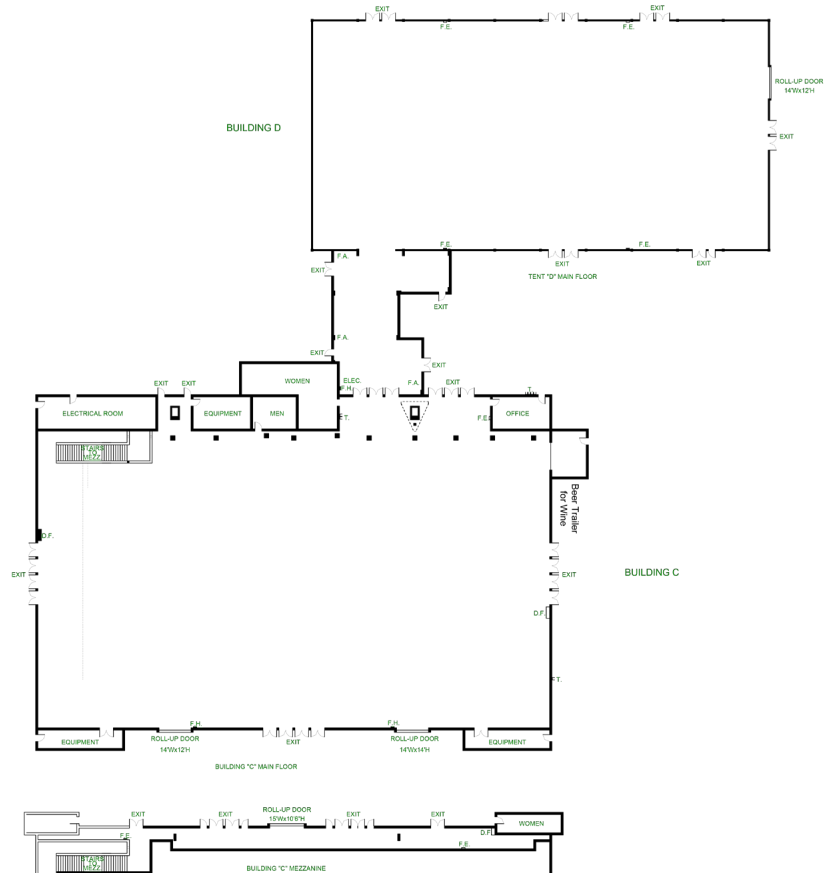 EXIT
EXIT
F.E.
F.E.
ROLL-UP DOOR
14'Wx12'H
BUILDING D
EXIT
F.E.
F.E.
F.A.
EXIT
EXIT
EXIT
TENT "D" MAIN FLOOR
EXIT
F.A.
EXIT
EXIT
WOMEN
ELEC.
F.H.
F.A.
EXIT
EXIT
EXIT
T.
ELECTRICAL ROOM
EQUIPMENT
MEN
T.
F.E.
OFFICE
STAIRS
TO
MEZZ.
Beer Trailer
for Wine
D.F.
EXIT
EXIT
BUILDING C
D.F.
T.
F.H.
F.H.
EQUIPMENT
ROLL-UP DOOR
14'Wx12'H
EXIT
ROLL-UP DOOR
14'Wx14'H
EQUIPMENT
BUILDING "C" MAIN FLOOR
EXIT
EXIT
ROLL-UP DOOR
15'Wx10'6"H
EXIT
EXIT
WOMEN
F.E.
D.F.
F.E.
STAIRS
TO
MEZZ.
BUILDING "C" MEZZANINE